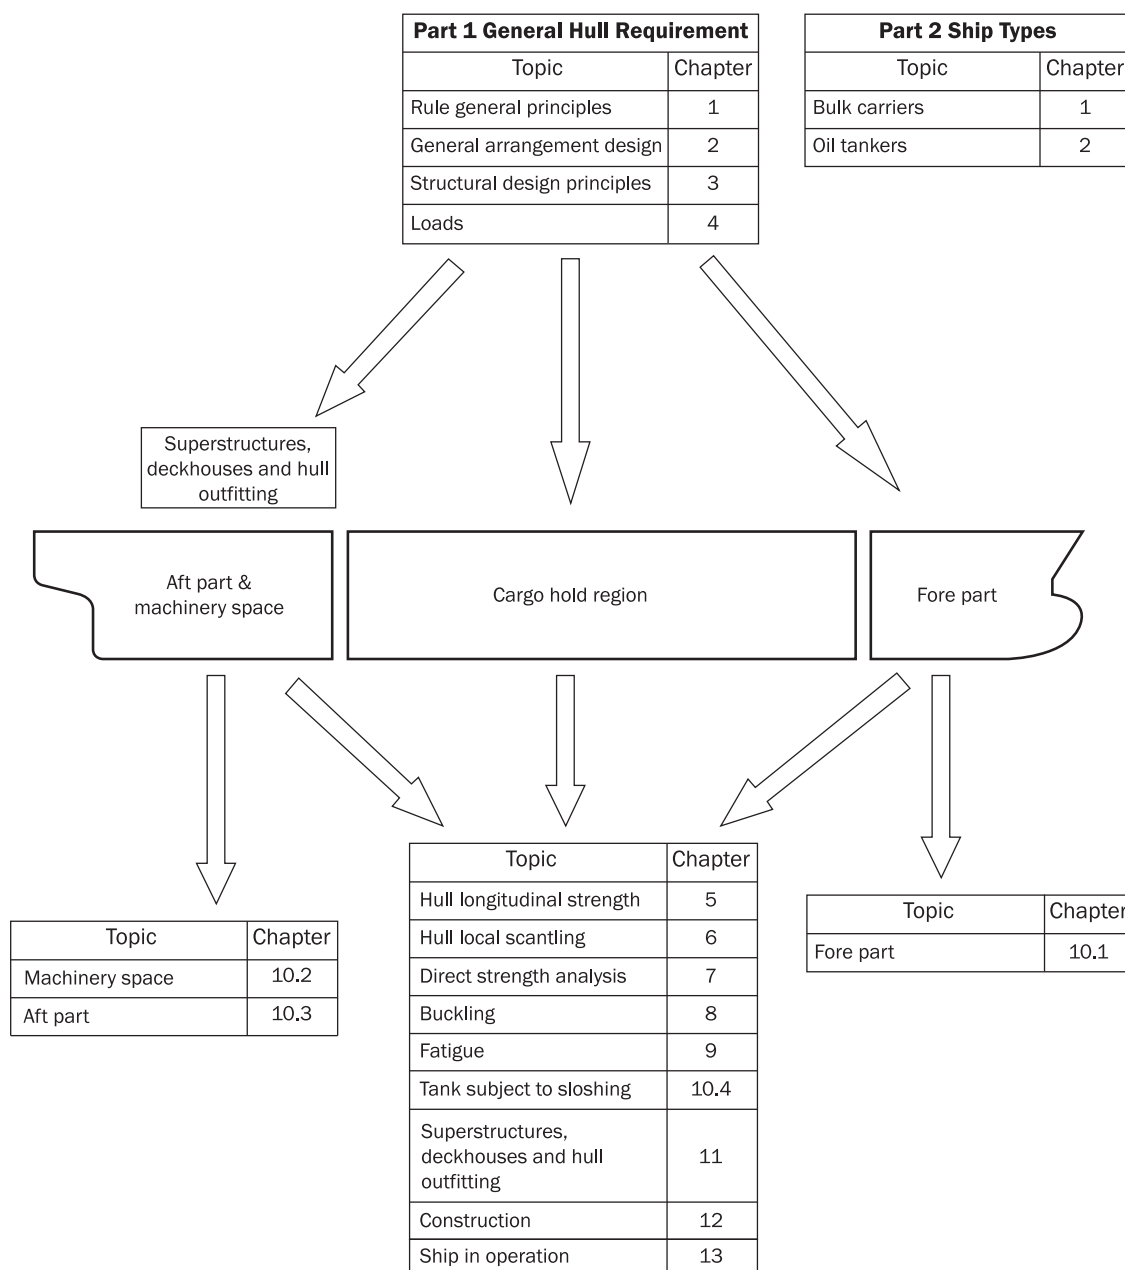 Part 1 General Hull Requirement
Topic Chapter
Rule general principles 1
General arrangement design 2
Structural design principles 3
Loads 4
Part 2 Ship Types
Topic Chapter
Bulk carriers 1
Oil tankers 2
Superstructures,
deckhouses and hull
outfitting
Aft part &
machinery space
Cargo hold region
Fore part
Topic Chapter
Machinery space 10.2
Aft part 10.3
Topic Chapter
Hull longitudinal strength 5
Hull local scantling 6
Direct strength analysis 7
Buckling 8
Fatigue 9
Tank subject to sloshing 10.4
Superstructures,
deckhouses and hull 11
outfitting
Construction 12
Ship in operation 13
Topic Chapter
Fore part 10.1